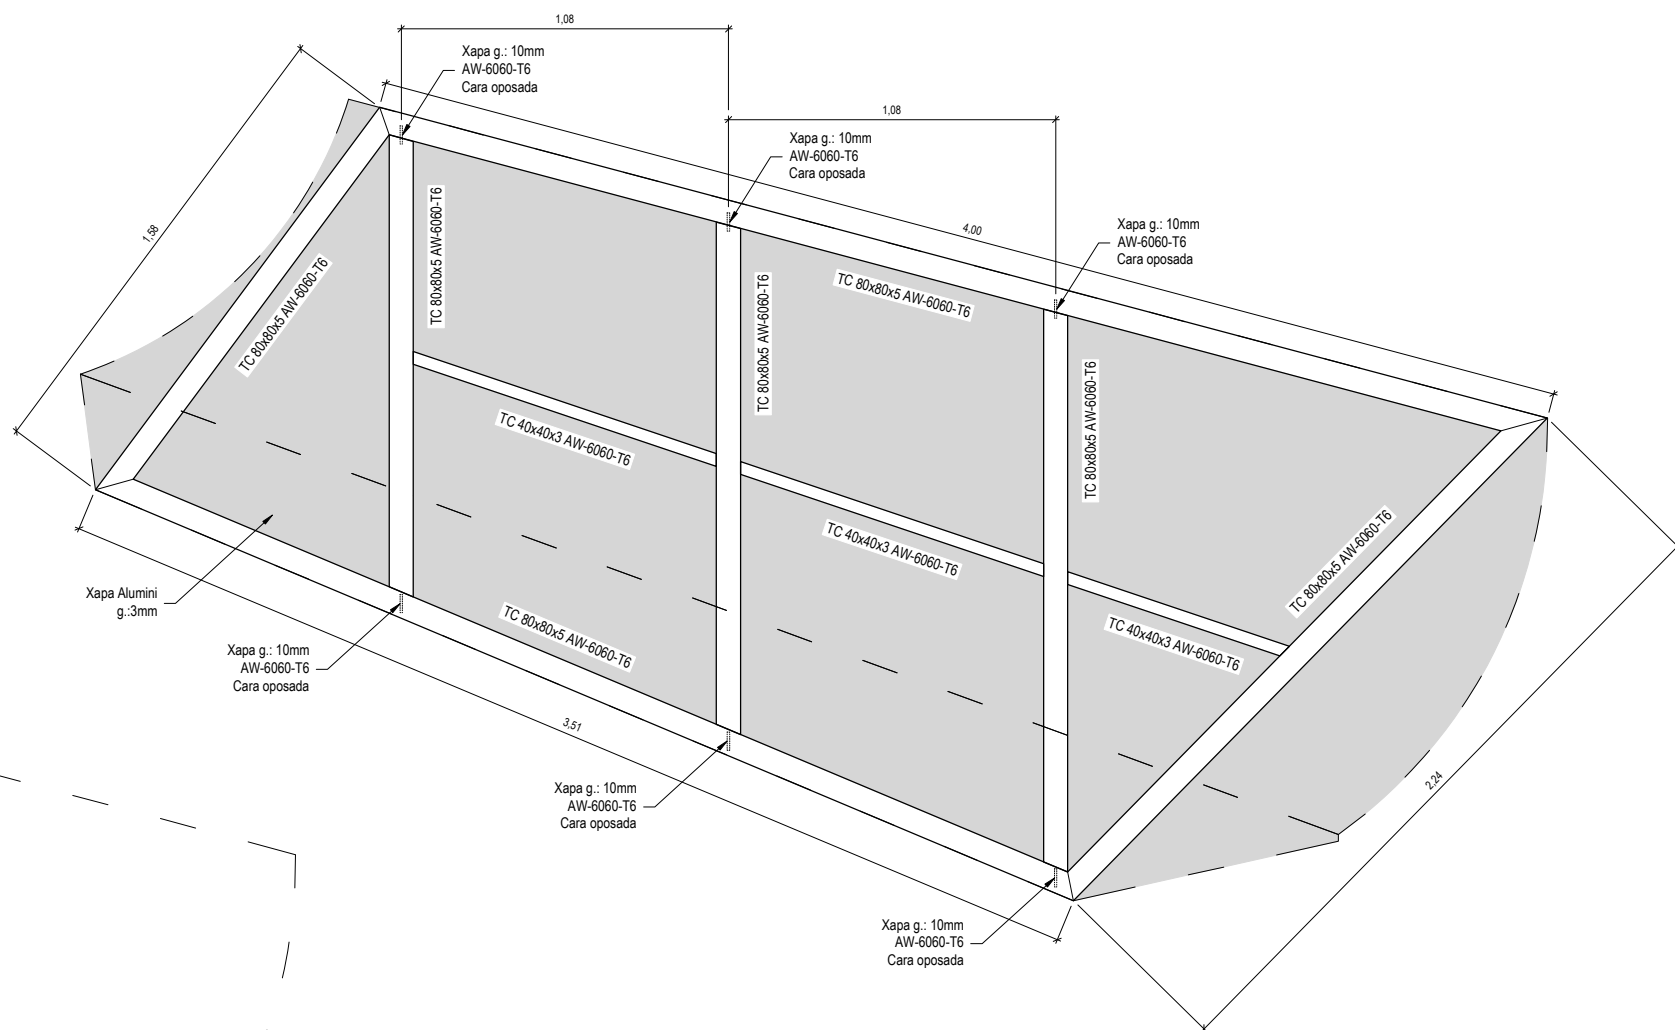 1,08
Xapa g.: 10mm
AW-6060-T6
Cara oposada
1,08
Xapa g.: 10mm
AW-6060-T6
Cara oposada
4,00
Xapa g.: 10mm
AW-6060-T6
Cara oposada
1,58
TC 80x80x5 AW-6060-T6
TC 80x80x5 AW-6060-T6
TC 80x80x5 AW-6060-T6
TC 80x80x5 AW-6060-T6
TC 80x80x5 AW-6060-T6
TC 40x40x3 AW-6060-T6
TC 40x40x3 AW-6060-T6
TC 80x80x5 AW-6060-T6
TC 40x40x3 AW-6060-T6
Xapa Alumini
g.:3mm
TC 80x80x5 AW-6060-T6
Xapa g.: 10mm
AW-6060-T6
Cara oposada
3,51
2,24
Xapa g.: 10mm
AW-6060-T6
Cara oposada
Xapa g.: 10mm
AW-6060-T6
Cara oposada